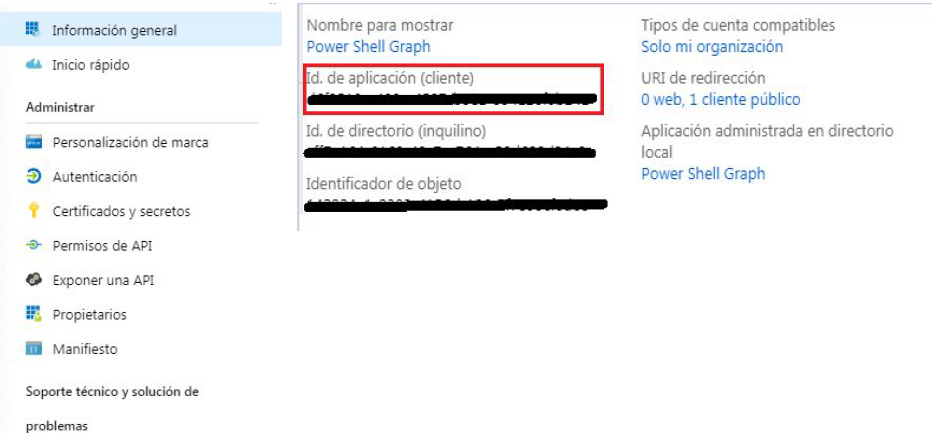 Información general
Inicio rápido
Administrar
Personalización de marca
Autenticación
Certificados y secretos
Permisos de API
Exponer una API
Propietarios
Manifiesto
Soporte técnico y solución de
problemas
Nombre para mostrar
Power Shell Graph
Id. de aplicación (cliente)
Id. de directorio (inquilino)
Identificador de objeto
Tipos de cuenta compatibles
Solo mi organización
URI de redirección
0 web, 1 cliente público
Aplicación administrada en directorio
local
Power Shell Graph